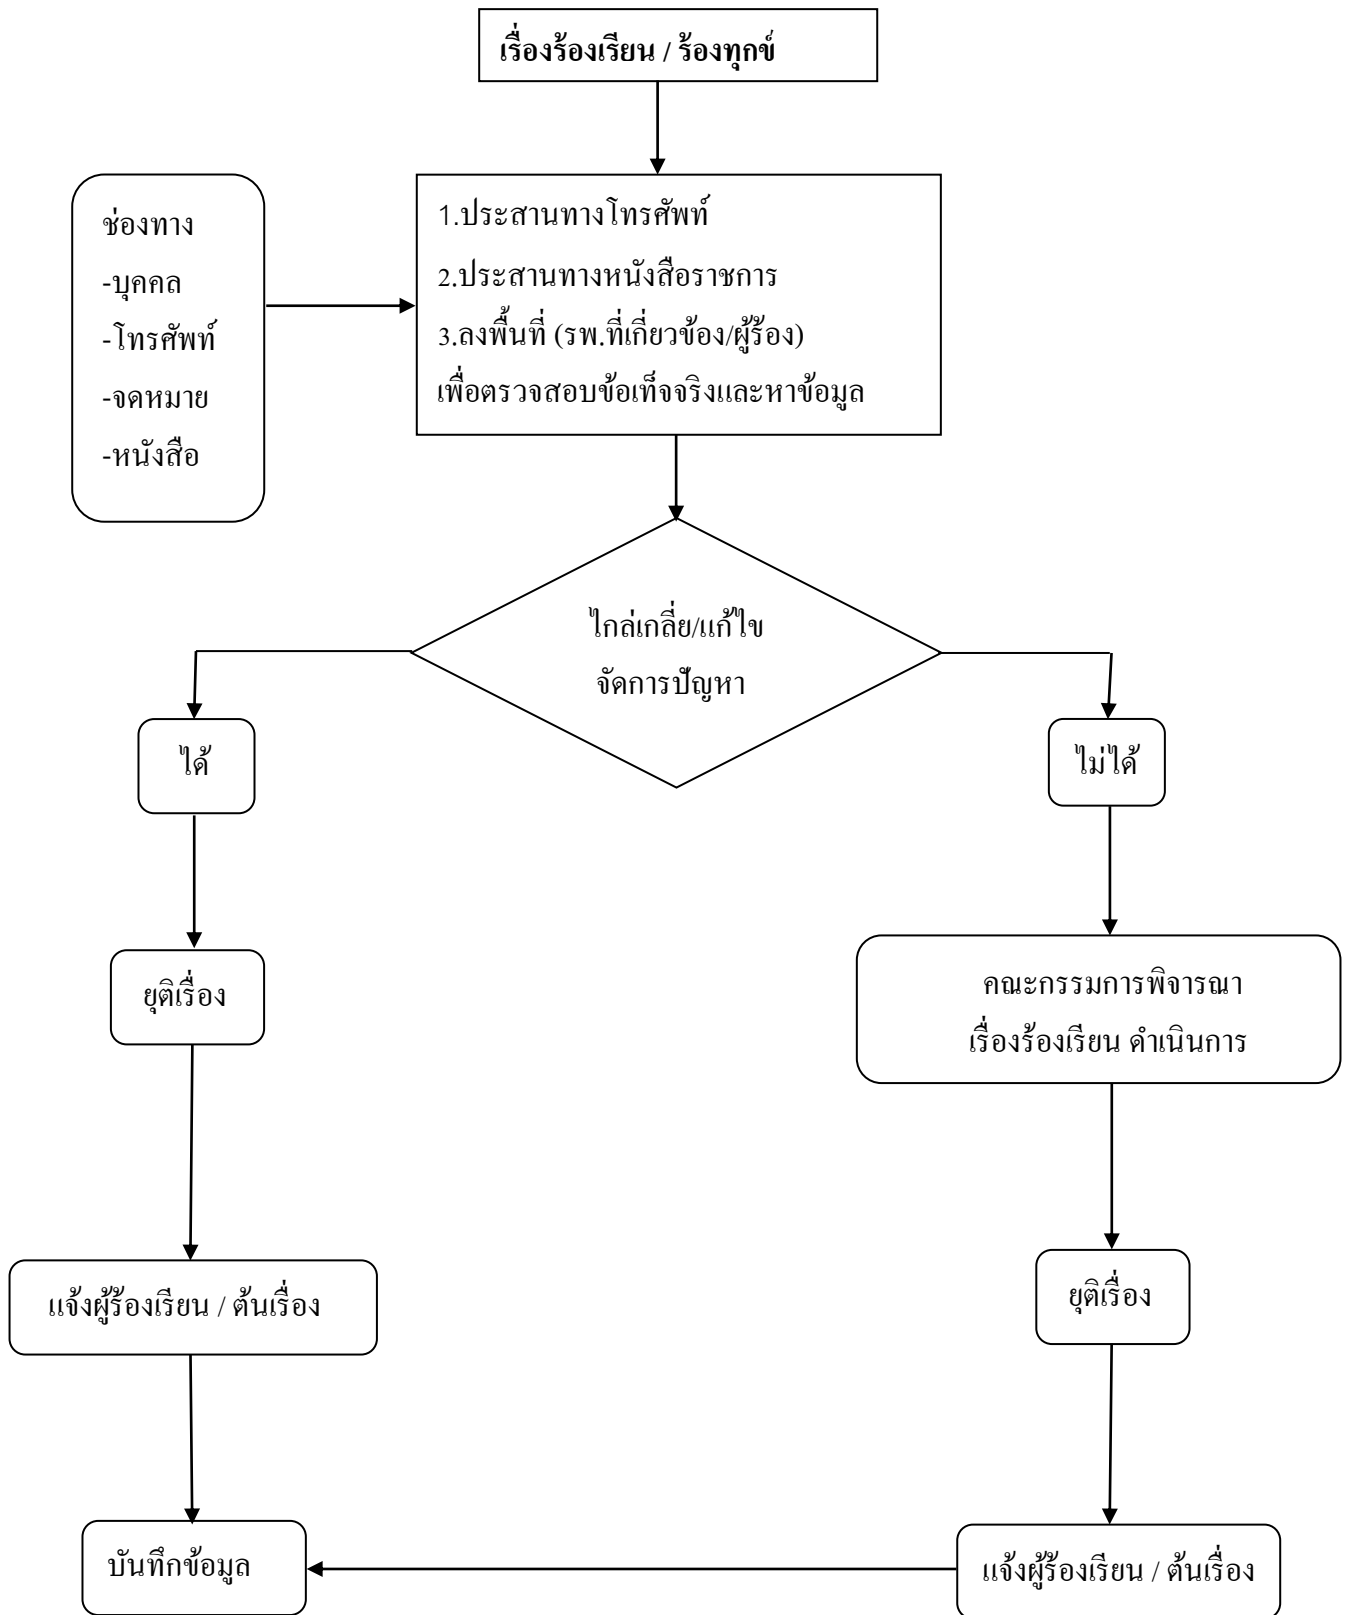 เรื่องร้องเรียน / ร้องทุกข์
ช่องทาง
-บุคคล
-โทรศัพท์
-จดหมาย
-หนังสือ
1.ประสานทางโทรศัพท์
2.ประสานทางหนังสือราชการ
3.ลงพื้นที่ (รพ.ที่เกี่ยวข้อง/ผู้ร้อง)
เพื่อตรวจสอบข้อเท็จจริงและหาข้อมูล
ไกล่เกลี่ย/แก้ไข
จัดการปัญหา
ได้
ไม่ได้
ยุติเรื่อง
คณะกรรมการพิจารณา
เรื่องร้องเรียน ดำเนินการ
แจ้งผู้ร้องเรียน / ต้นเรื่อง
ยุติเรื่อง
บันทึกข้อมูล
แจ้งผู้ร้องเรียน / ต้นเรื่อง